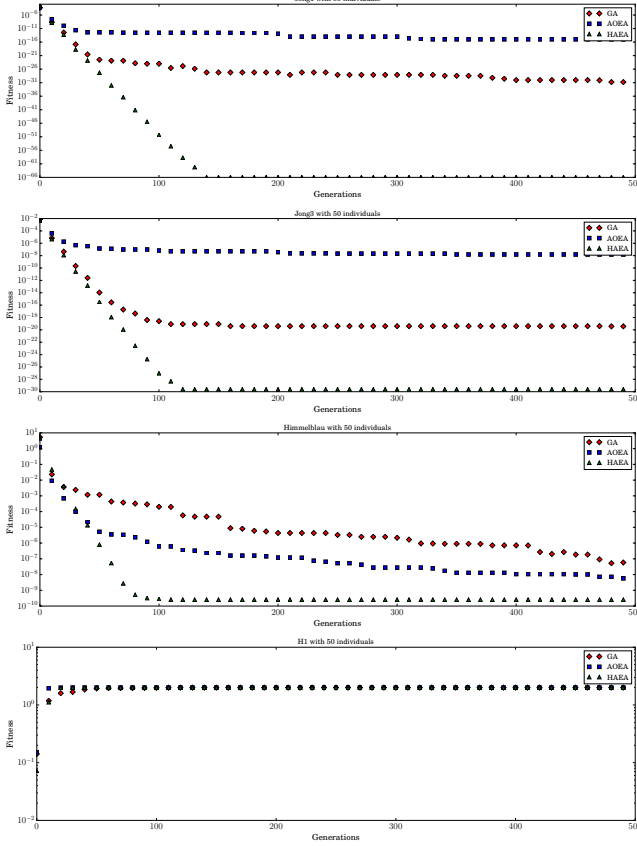 GA
AOEA
HAEA
10^-6
10^-11
10^-16
10^-21
10^-26
10^-31
10^-36
10^-41
10^-46
10^-51
10^-56
10^-61
10^-66
Fitness
0 100 200 300 400
Generations
Jong3 with 50 individuals
GA
AOEA
HAEA
10^-2
10^-4
10^-6
10^-8
10^-10
10^-12
10^-14
10^-16
10^-18
10^-20
10^-22
10^-24
10^-26
10^-28
10^-30
Fitness
0 100 200 300 400
Generations
Himmelblau with 50 individuals
GA
AOEA
HAEA
10^1
10^0
10^-1
10^-2
10^-3
10^-4
10^-5
10^-6
10^-7
10^-8
10^-9
10^-10
Fitness
0 100 200 300 400
Generations
H1 with 50 individuals
GA
AOEA
HAEA
10^1
10^0
10^-1
10^-2
Fitness
0 100 200 300 400
Generations